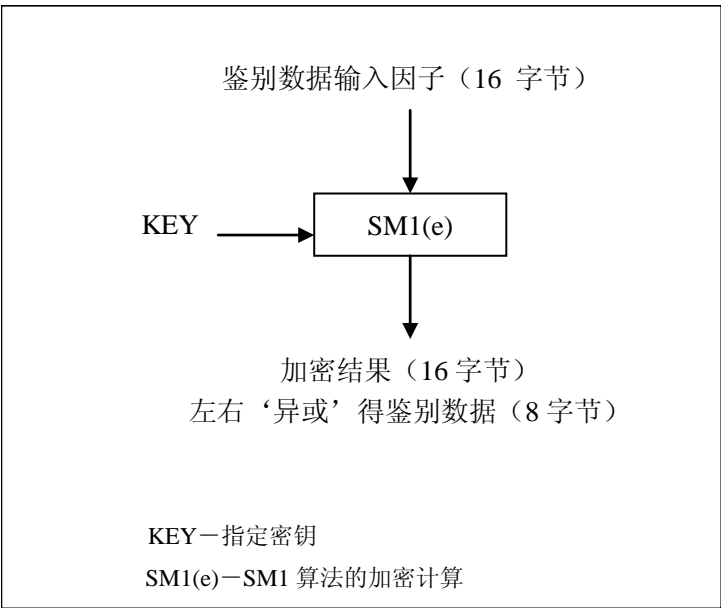 鉴别数据输入因子（16 字节）
KEY
SM1(e)
加密结果（16 字节）
左右‘异或’得鉴别数据（8 字节）
KEY－指定密钥
SM1(e)－SM1 算法的加密计算